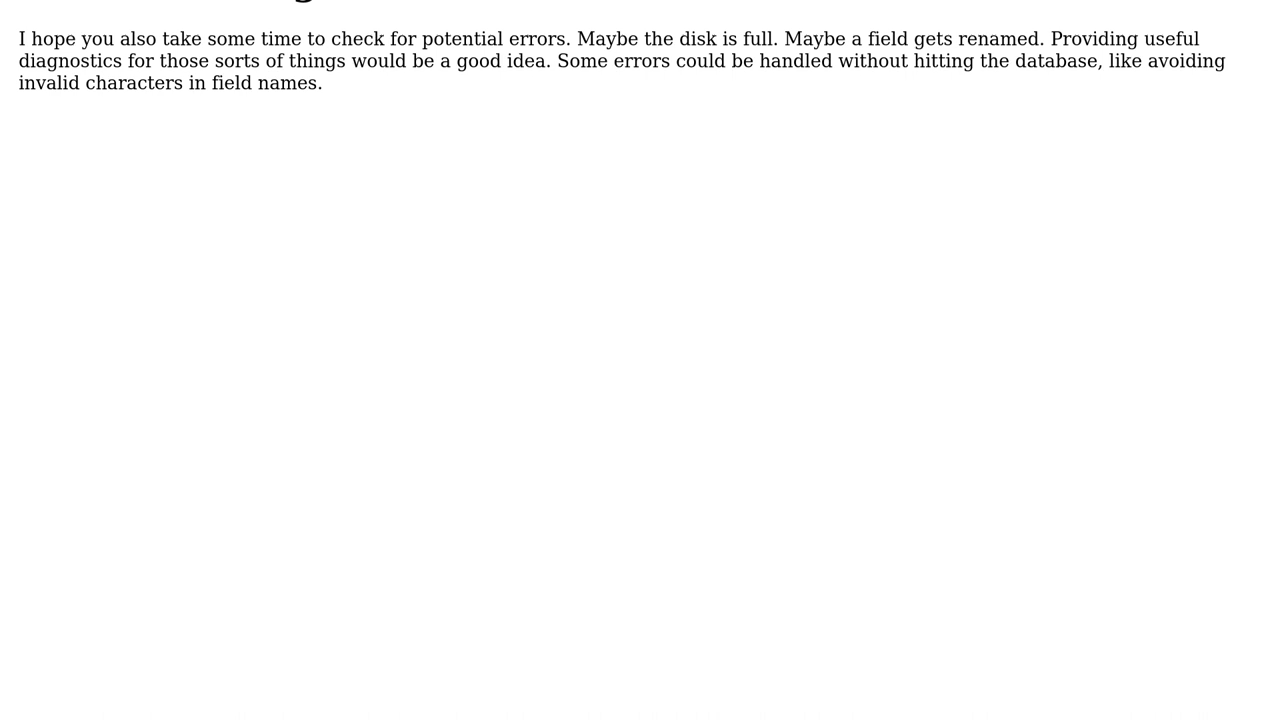 I hope you also take some time to check for potential errors. Maybe the disk is full. Maybe a field gets renamed. Providing useful
diagnostics for those sorts of things would be a good idea. Some errors could be handled without hitting the database, like avoiding
invalid characters in field names.